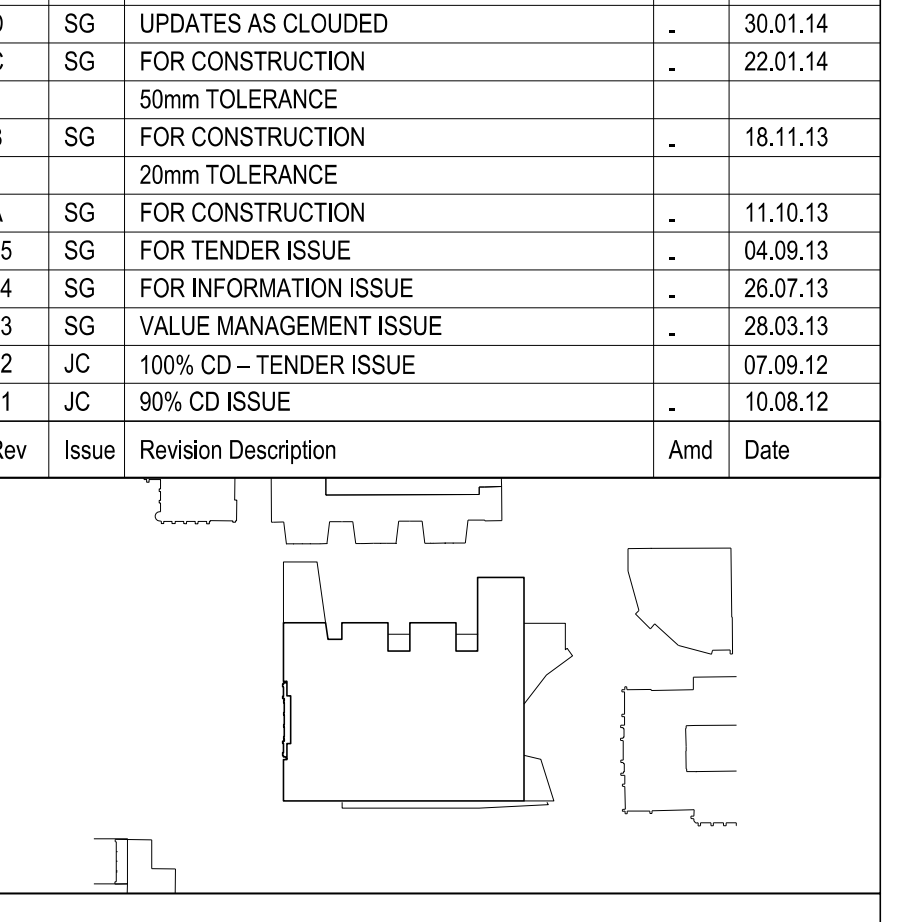 SG UPDATES AS CLOUDED - 30.01.14
SG FOR CONSTRUCTION - 22.01.14
50mm TOLERANCE
SG FOR CONSTRUCTION - 18.11.13
20mm TOLERANCE
SG FOR CONSTRUCTION - 11.10.13
5 SG FOR TENDER ISSUE - 04.09.13
4 SG FOR INFORMATION ISSUE - 26.07.13
3 SG VALUE MANAGEMENT ISSUE - 28.03.13
2 JC 100% CD – TENDER ISSUE 07.09.12
1 JC 90% CD ISSUE - 10.08.12
Rev Issue Revision Description Amd Date